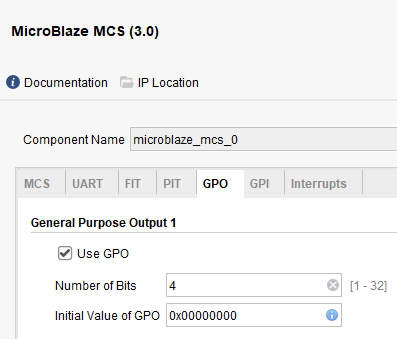 MicroBlaze MCS (3.0)
Documentation IP Location
Component Name microblaze_mcs_0
MCS UART FIT PIT GPO GPI Interrupts
General Purpose Output 1
Use GPO
Number of Bits 4 [1 - 32]
Initial Value of GPO 0x00000000